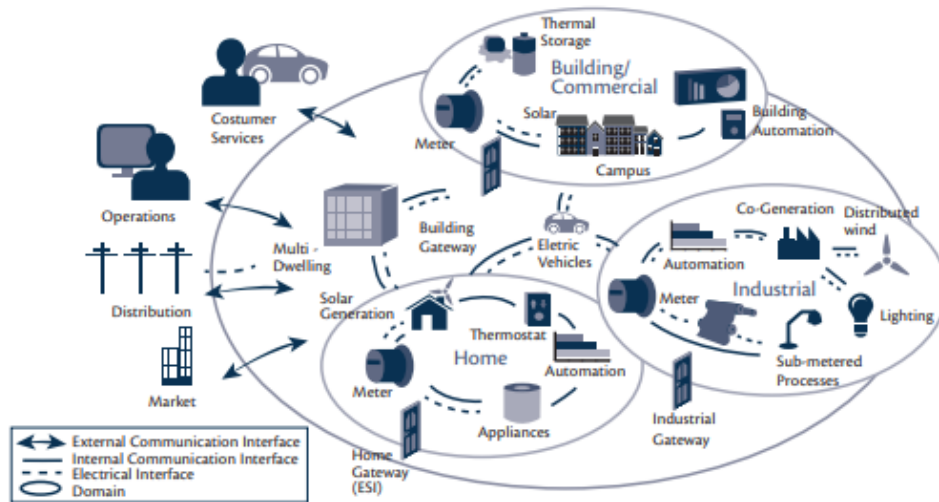 Thermal
Storage
Building/
Commercial
Costumer
Services
Meter
Solar
Building
Automation
Campus
Operations
Building
Gateway
Multi -
Dwelling
Eletric
Vehicles
Co-Generation
Distributed
wind
Automation
Industrial
Meter
Lighting
Sub-metered
Processes
Distribution
Solar
Generation
Thermostat
Home
Automation
Meter
Appliances
Market
Home
Gateway
(ESI)
Industrial
Gateway
External Communication Interface
Internal Communication Interface
Electrical Interface
Domain